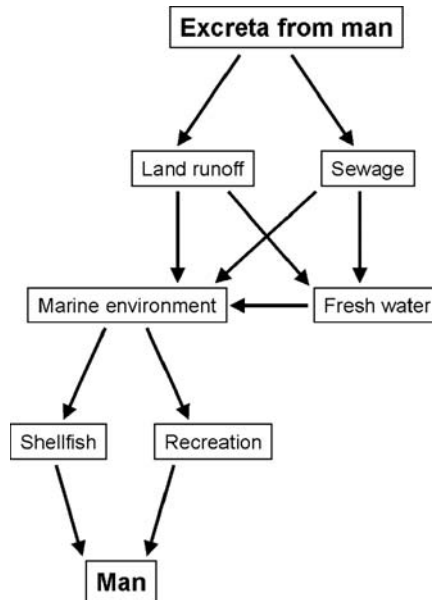 Excreta from man
Land runoff
Sewage
Marine environment
Fresh water
Shellfish
Recreation
Man